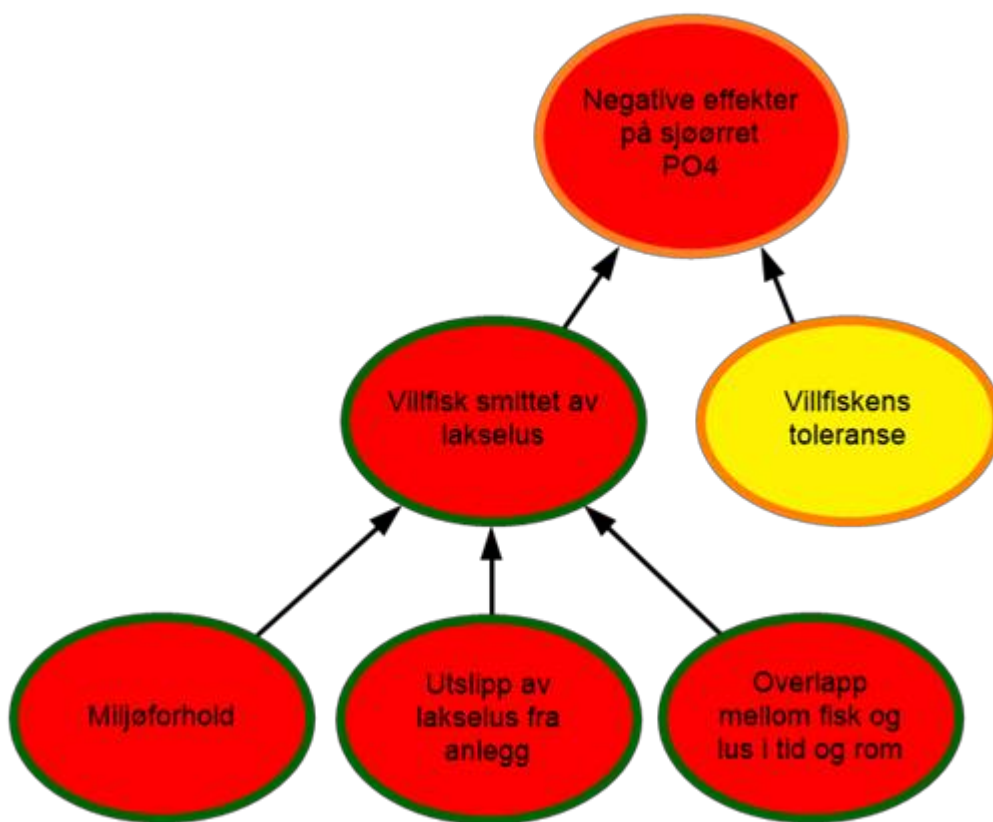 Negative effekter
på sjøørret
PO4
Villfisk smittet av
lakselus
Villfiskens
toleranse
Miljøforhold
Utslipp av
lakselus fra
anlegg
Overlapp
mellom fisk og
lus i tid og rom